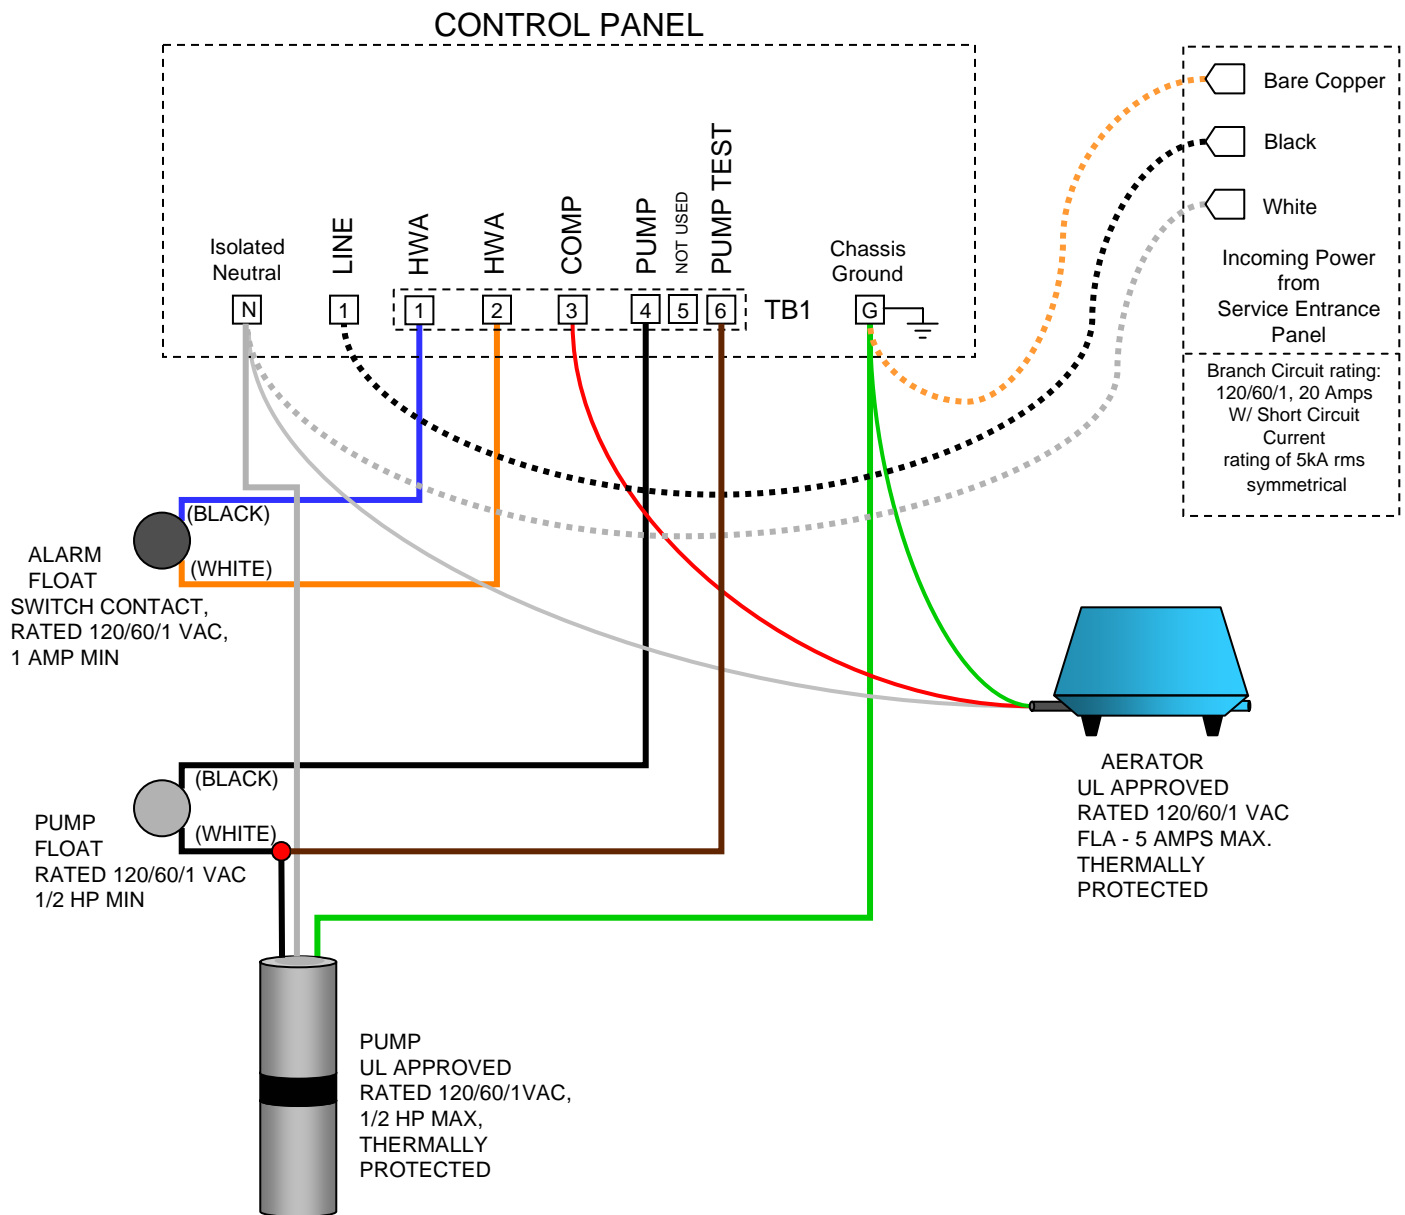 CONTROL PANEL
Bare Copper
Black
White
Incoming Power
from
Service Entrance
Panel
Branch Circuit rating:
120/60/1, 20 Amps
W/ Short Circuit
Current
rating of 5kA rms
symmetrical
Isolated
Neutral
LINE
HWA
HWA
COMP
PUMP
NOT USED
PUMP TEST
Chassis
Ground
N
1
1
2
3
4
5
6
TB1
G
(BLACK)
(WHITE)
ALARM
FLOAT
SWITCH CONTACT,
RATED 120/60/1 VAC,
1 AMP MIN
(BLACK)
(WHITE)
PUMP
FLOAT
RATED 120/60/1 VAC
1/2 HP MIN
AERATOR
UL APPROVED
RATED 120/60/1 VAC
FLA - 5 AMPS MAX.
THERMALLY
PROTECTED
PUMP
UL APPROVED
RATED 120/60/1VAC,
1/2 HP MAX,
THERMALLY
PROTECTED